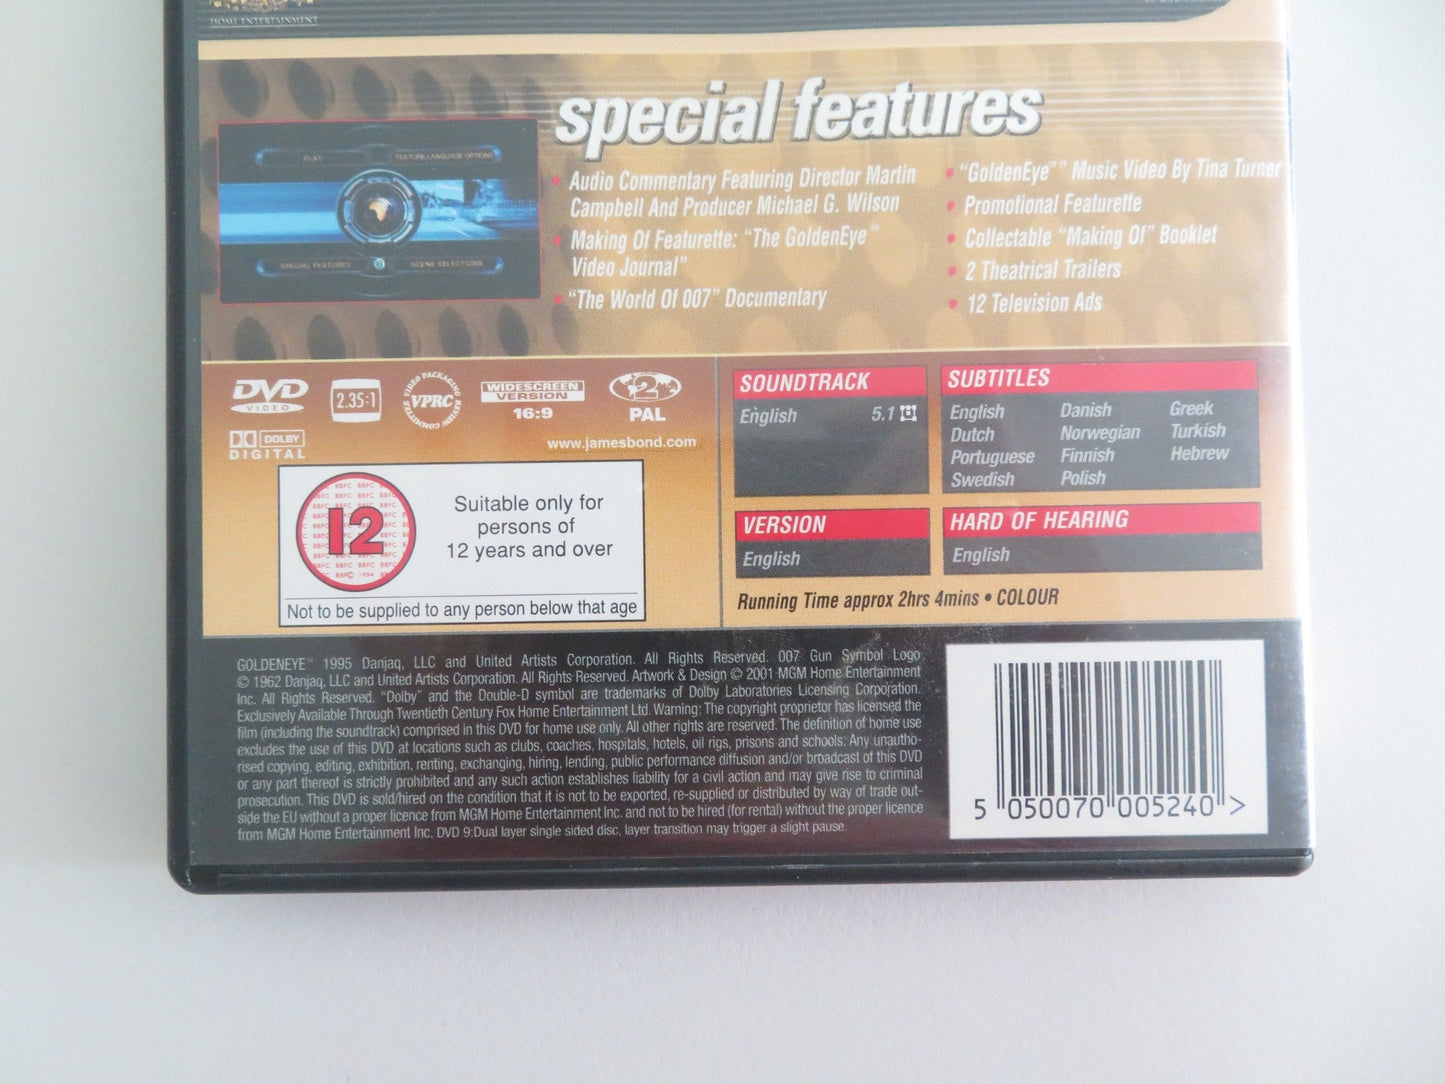 HOME ENTERTAINMENT
special features
PLAY
FEATURE LANGUAGE OPTIONS
SPECIAL FEATURES
SCENE SELECTIONS
• Audio Commentary Featuring Director Martin
Campbell And Producer Michael G. Wilson
• Making Of Featurette: "The GoldenEye"
Video Journal"
• "The World Of 007" Documentary
• "GoldenEye™" Music Video By Tina Turner
• Promotional Featurette
• Collectable "Making Of" Booklet
• 2 Theatrical Trailers
• 12 Television Ads
DVD
VIDEO
2.35:1
VIDEO PACKAGING REVIEW COMMITTEE
VPRC
WIDESCREEN
VERSION
16:9
2
PAL
DOLBY
DIGITAL
www.jamesbond.com
12
BBFC
BBFC © 1994
Suitable only for
persons of
12 years and over
Not to be supplied to any person below that age
SOUNDTRACK
English 5.1
SUBTITLES
English Danish Greek
Dutch Norwegian Turkish
Portuguese Finnish Hebrew
Swedish Polish
VERSION
English
HARD OF HEARING
English
Running Time approx 2hrs 4mins • COLOUR
GOLDENEYE™ 1995 Danjaq, LLC and United Artists Corporation. All Rights Reserved. 007 Gun Symbol Logo
© 1962 Danjaq, LLC and United Artists Corporation. All Rights Reserved. Artwork & Design © 2001 MGM Home Entertainment
Inc. All Rights Reserved. "Dolby" and the Double-D symbol are trademarks of Dolby Laboratories Licensing Corporation.
Exclusively Available Through Twentieth Century Fox Home Entertainment Ltd. Warning: The copyright proprietor has licensed the
film (including the soundtrack) comprised in this DVD for home use only. All other rights are reserved. The definition of home use
excludes the use of this DVD at locations such as clubs, coaches, hospitals, hotels, oil rigs, prisons and schools. Any unautho-
rised copying, editing, exhibition, renting, exchanging, hiring, lending, public performance diffusion and/or broadcast of this DVD
or any part thereof is strictly prohibited and any such action establishes liability for a civil action and may give rise to criminal
prosecution. This DVD is sold/hired on the condition that it is not to be exported, re-supplied or distributed by way of trade out-
side the EU without a proper licence from MGM Home Entertainment Inc. and not to be hired (for rental) without the proper licence
from MGM Home Entertainment Inc. DVD 9:Dual layer single sided disc, layer transition may trigger a slight pause.
5 050070 005240 >